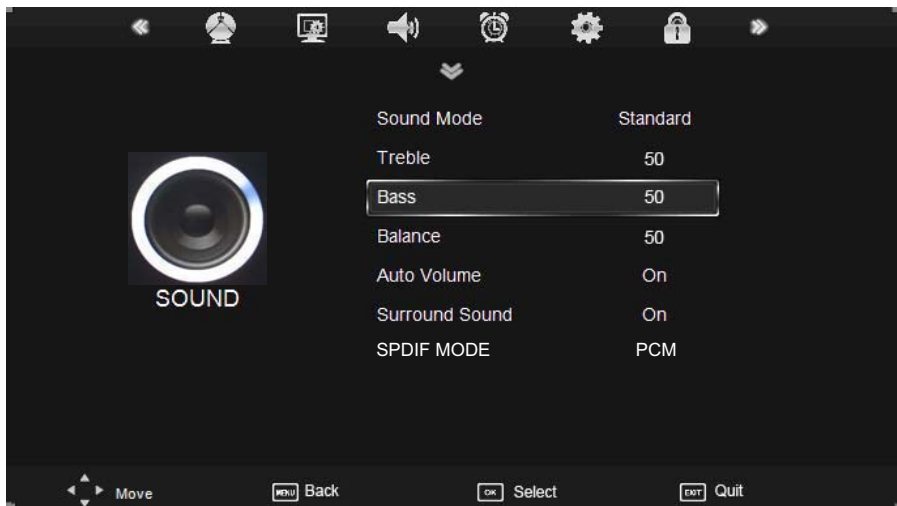 Sound Mode Standard
Treble 50
Bass 50
Balance 50
Auto Volume On
Surround Sound On
SPDIF MODE PCM
SOUND
Move MENU Back OK Select EXIT Quit